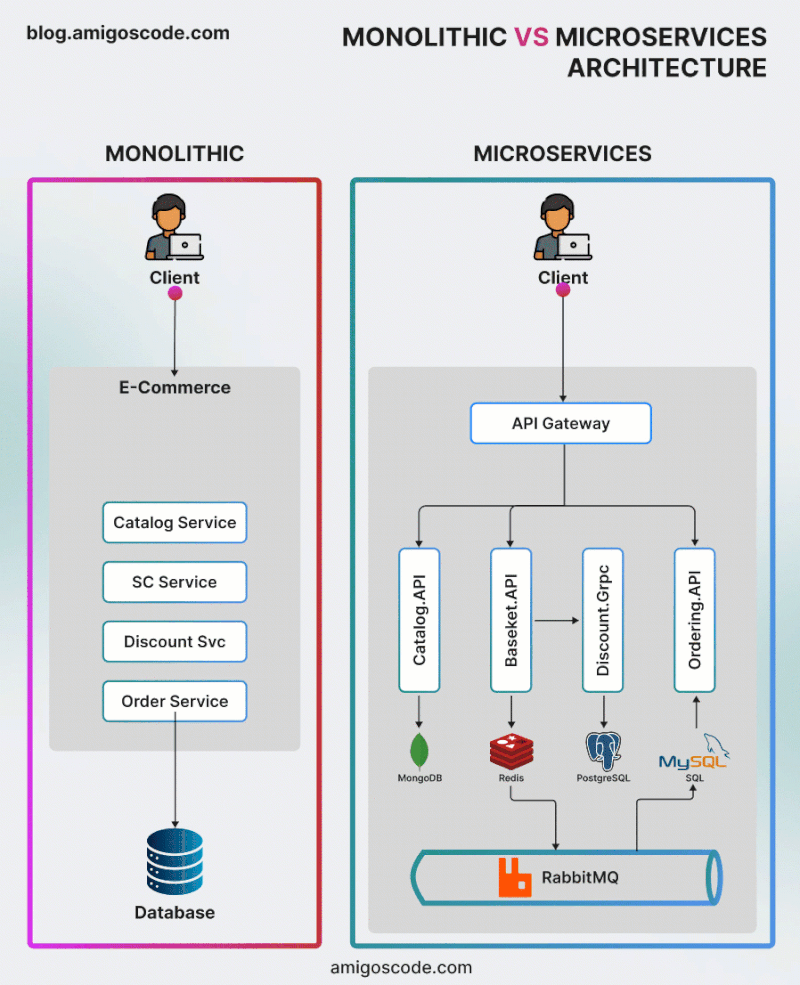 blog.amigoscode.com
MONOLITHIC VS MICROSERVICES
ARCHITECTURE
MONOLITHIC
Client
E-Commerce
Catalog Service
SC Service
Discount Svc
Order Service
Database
MICROSERVICES
Client
API Gateway
Catalog.API
Baseket.API
Discount.Grpc
Ordering.API
MongoDB
Redis
PostgreSQL
MySQL
SQL
RabbitMQ
amigoscode.com